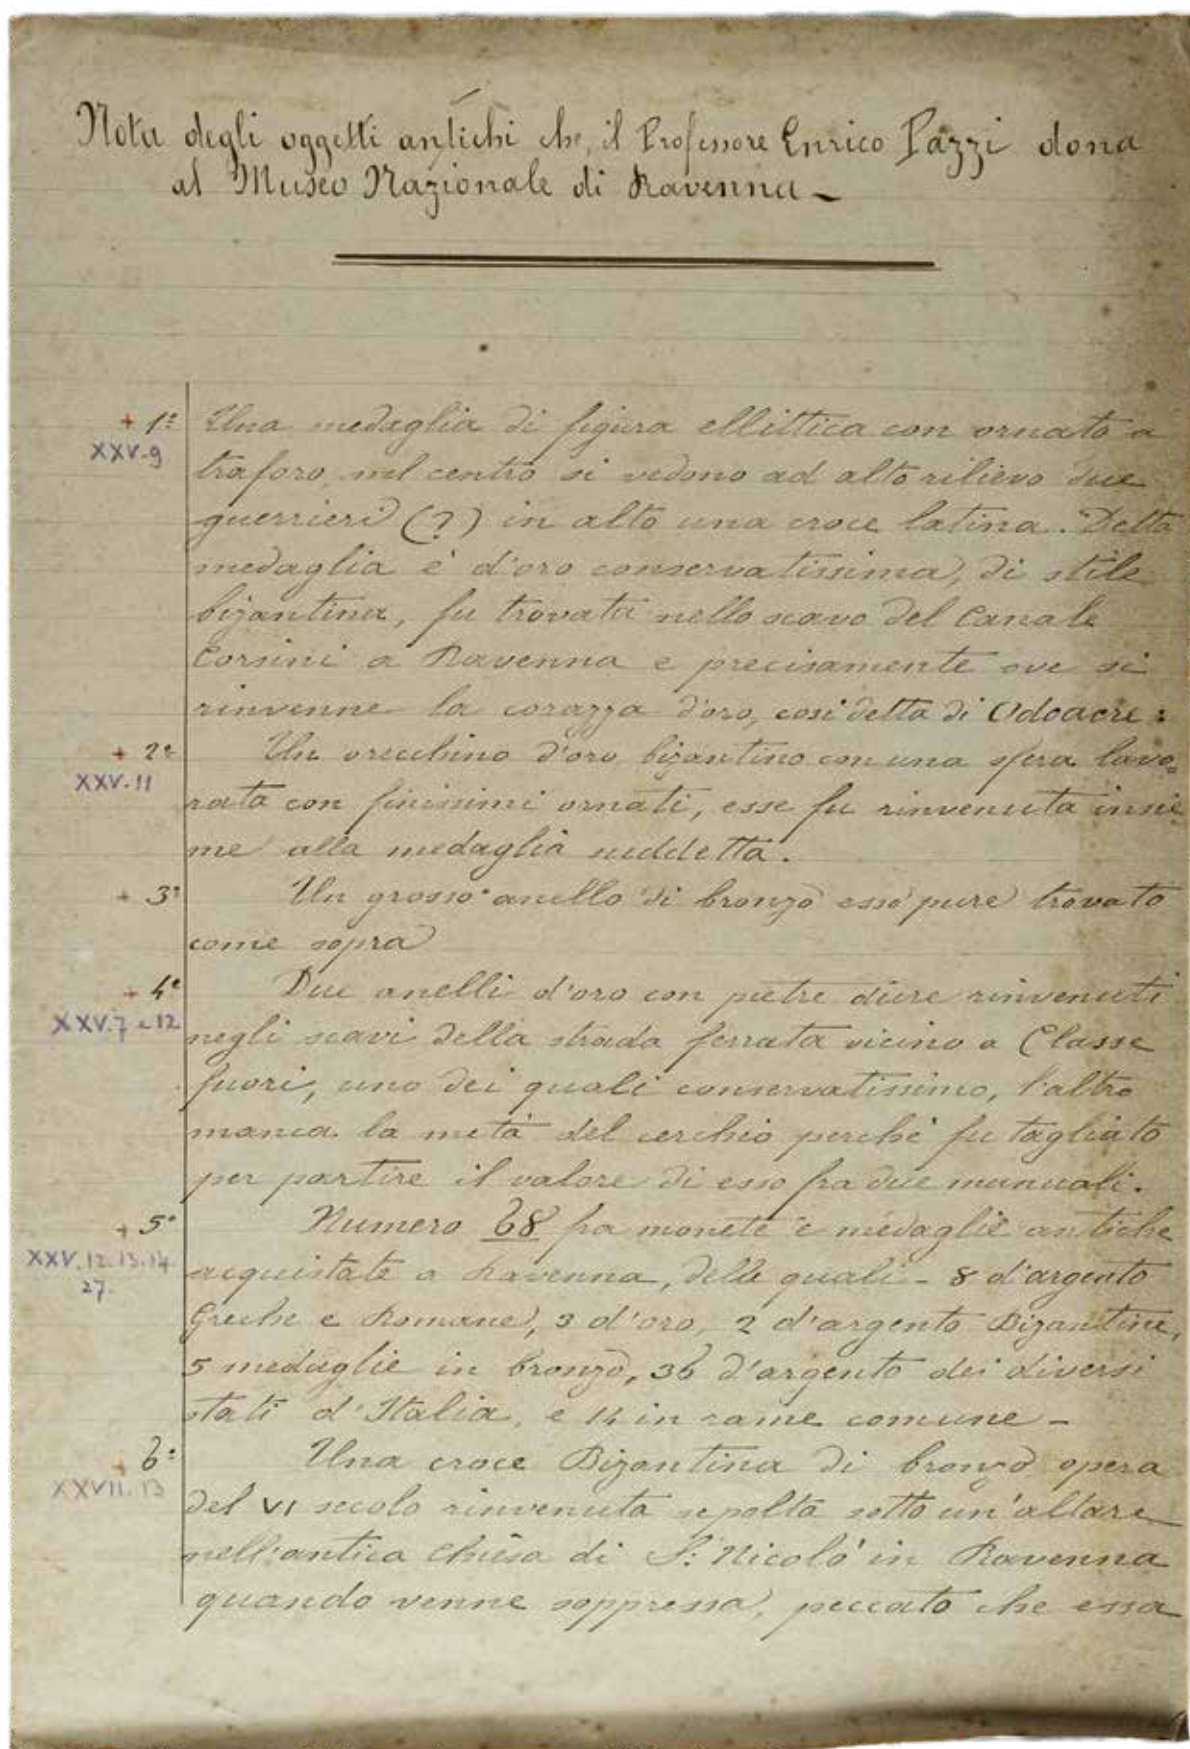 Nota degli oggetti antichi che il Professore Enrico Pazzi dona
al Museo Nazionale di Ravenna -
+ 1º Una medaglia di figura ellittica con ornato a
XXV.9 traforo, nel centro si vedono ad alto rilievo due
guerrieri (?) in alto una croce latina. Detta
medaglia è d'oro conservatissima, di stile
bizantina, fu trovata nello scavo del Canale
Corsini a Ravenna e precisamente ove si
rinvenne la corazza d'oro, così detta di Odoacre.
+ 2º Un orecchino d'oro bizantino con una sfera lavo-
XXV.11 rata con finissimi ornati, esse fu rinvenuta insie
me alla medaglia suddetta.
+ 3º Un grosso anello di bronzo esso pure trovato
come sopra
+ 4º Due anelli d'oro con pietre dure rinvenuti
XXV.7 e 12 negli scavi della strada ferrata vicino a Classe
fuori, uno dei quali conservatissimo, l'altro
manca la metà del cerchio perchè fu tagliato
per partire il valore di esso fra due manuali.
+ 5º Numero 68 fra monete e medaglie antiche
XXV.12.13.14 acquistate a Ravenna, delle quali - 8 d'argento
27. Greche e Romane, 3 d'oro, 2 d'argento Bizantine,
5 medaglie in bronzo, 36 d'argento dei diversi
stati d'Italia, e 14 in rame comune -
+ 6º Una croce Bizantina di bronzo opera
XXVII.13 del VI secolo rinvenuta sepolta sotto un'altare
nell'antica Chiesa di S: Nicolò in Ravenna
quando venne soppressa, peccato che essa